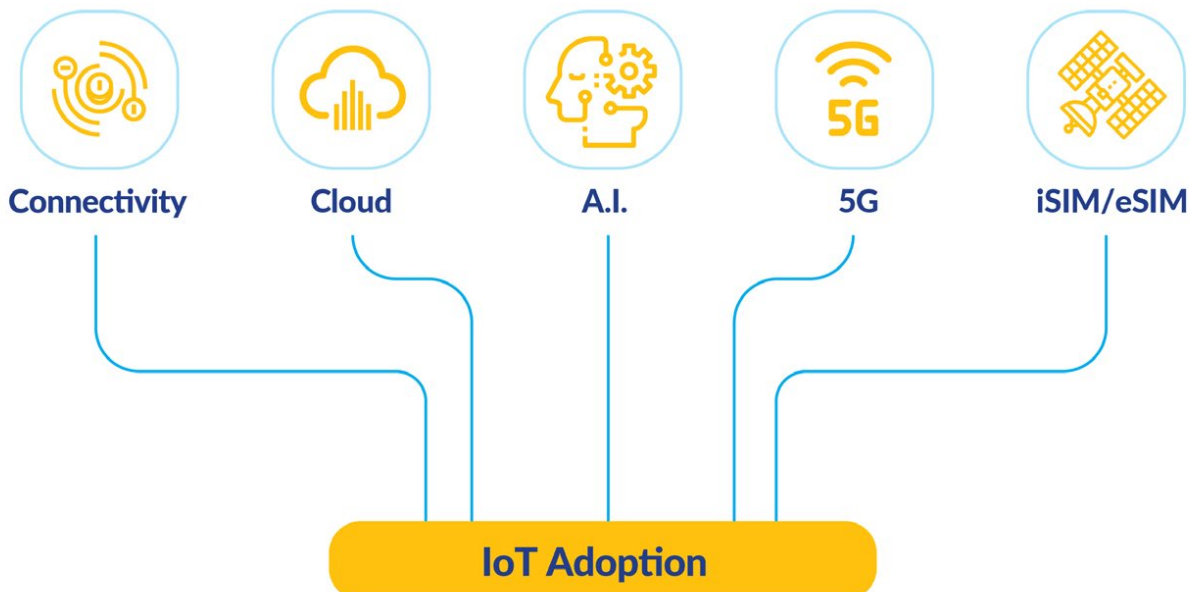 5G
Connectivity
Cloud
A.I.
5G
iSIM/eSIM
IoT Adoption